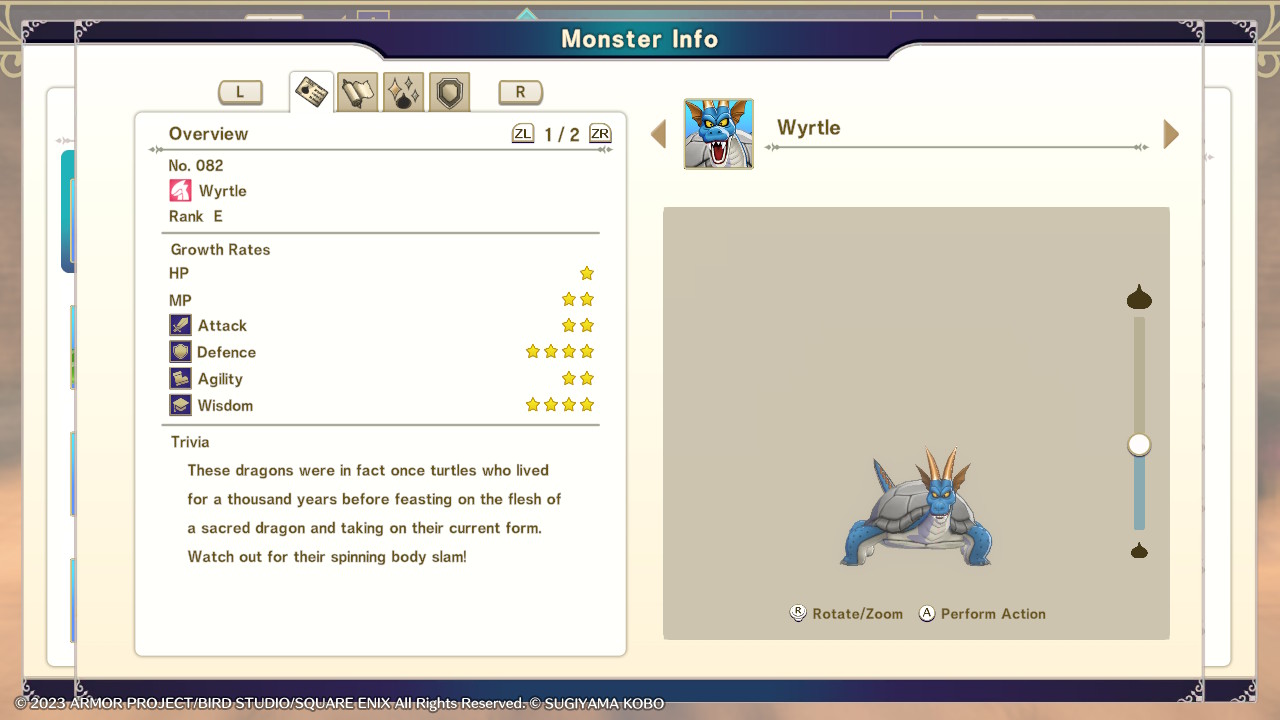 Monster Info
L
R
Overview
ZL 1 / 2 ZR
No. 082
Wyrtle
Rank E
Growth Rates
HP
MP
Attack
Defence
Agility
Wisdom
Trivia
These dragons were in fact once turtles who lived
for a thousand years before feasting on the flesh of
a sacred dragon and taking on their current form.
Watch out for their spinning body slam!
Wyrtle
R Rotate/Zoom A Perform Action
© 2023 ARMOR PROJECT/BIRD STUDIO/SQUARE ENIX All Rights Reserved. © SUGIYAMA KOBO